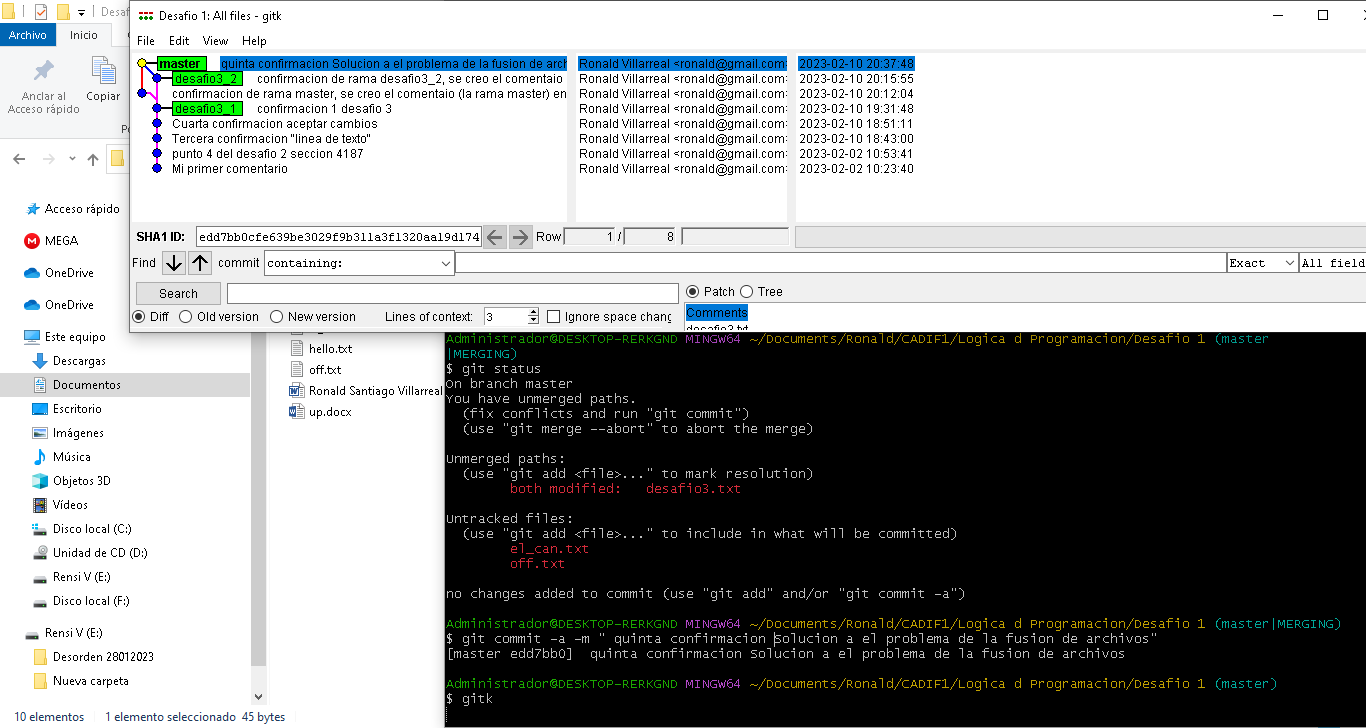 Desaf
Archivo
Inicio
Anclar al
Acceso rápido
Copiar
Acceso rápido
MEGA
OneDrive
OneDrive
Este equipo
Descargas
Documentos
Escritorio
Imágenes
Música
Objetos 3D
Vídeos
Disco local (C:)
Unidad de CD (D:)
Rensi V (E:)
Disco local (F:)
Rensi V (E:)
Desorden 28012023
Nueva carpeta
10 elementos 1 elemento seleccionado 45 bytes
hello.txt
off.txt
Ronald Santiago Villarreal
up.docx
Desafio 1: All files - gitk
File Edit View Help
master quinta confirmacion Solucion a el problema de la fusion de arch Ronald Villarreal <ronald@gmail.com> 2023-02-10 20:37:48
desafio3_2 confirmacion de rama desafio3_2, se creo el comentaio Ronald Villarreal <ronald@gmail.com> 2023-02-10 20:15:55
confirmacion de rama master, se creo el comentaio (la rama master) en Ronald Villarreal <ronald@gmail.com> 2023-02-10 20:12:04
desafio3_1 confirmacion 1 desafio 3 Ronald Villarreal <ronald@gmail.com> 2023-02-10 19:31:48
Cuarta confirmacion aceptar cambios Ronald Villarreal <ronald@gmail.com> 2023-02-10 18:51:11
Tercera confirmacion "linea de texto" Ronald Villarreal <ronald@gmail.com> 2023-02-10 18:43:00
punto 4 del desafio 2 seccion 4187 Ronald Villarreal <ronald@gmail.com> 2023-02-02 10:53:41
Mi primer comentario Ronald Villarreal <ronald@gmail.com> 2023-02-02 10:23:40
SHA1 ID: edd7bb0cfe639be3029f9b311a3f1320aa19d174 Row 1 / 8
Find commit containing: Exact All field
Search Patch Tree
Diff Old version New version Lines of context: 3 Ignore space chang
Comments
desafio3.txt
Administrador@DESKTOP-RERKGND MINGW64 ~/Documents/Ronald/CADIF1/Logica d Programacion/Desafio 1 (master
|MERGING)
$ git status
On branch master
You have unmerged paths.
(fix conflicts and run "git commit")
(use "git merge --abort" to abort the merge)
Unmerged paths:
(use "git add <file>..." to mark resolution)
both modified: desafio3.txt
Untracked files:
(use "git add <file>..." to include in what will be committed)
el_can.txt
off.txt
no changes added to commit (use "git add" and/or "git commit -a")
Administrador@DESKTOP-RERKGND MINGW64 ~/Documents/Ronald/CADIF1/Logica d Programacion/Desafio 1 (master|MERGING)
$ git commit -a -m " quinta confirmacion Solucion a el problema de la fusion de archivos"
[master edd7bb0]  quinta confirmacion Solucion a el problema de la fusion de archivos
Administrador@DESKTOP-RERKGND MINGW64 ~/Documents/Ronald/CADIF1/Logica d Programacion/Desafio 1 (master)
$ gitk